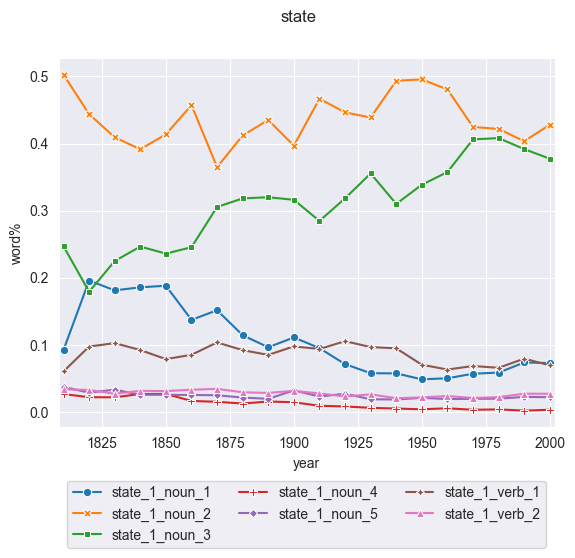 state
0.5
0.4
0.3
0.2
0.1
0.0
word%
1825 1850 1875 1900 1925 1950 1975 2000
year
state_1_noun_1 state_1_noun_4 state_1_verb_1
state_1_noun_2 state_1_noun_5 state_1_verb_2
state_1_noun_3